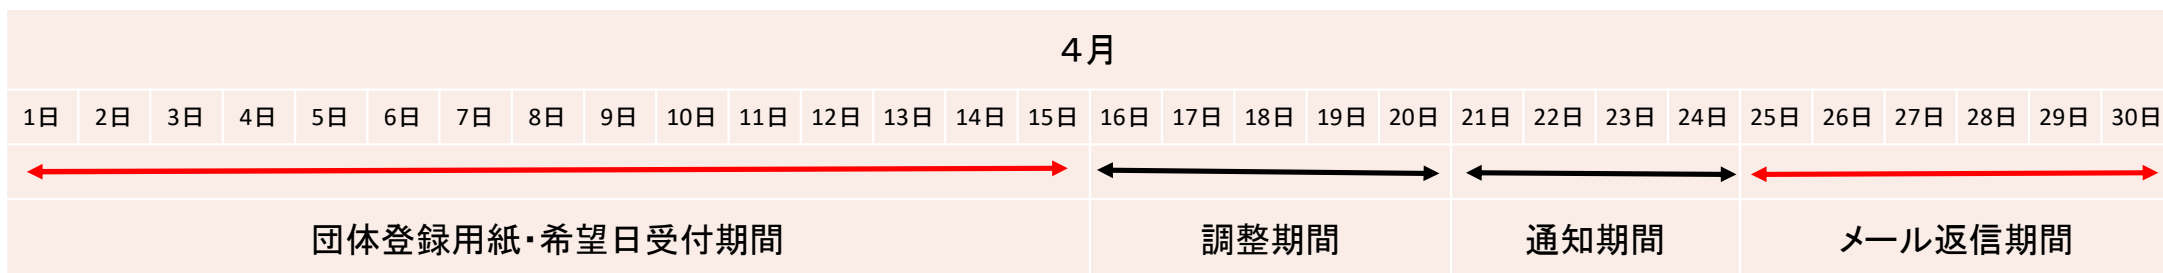 ４月
1日 2日 3日 4日 5日 6日 7日 8日 9日 10日 11日 12日 13日 14日 15日 16日 17日 18日 19日 20日 21日 22日 23日 24日 25日 26日 27日 28日 29日 30日
団体登録用紙・希望日受付期間 調整期間 通知期間 メール返信期間